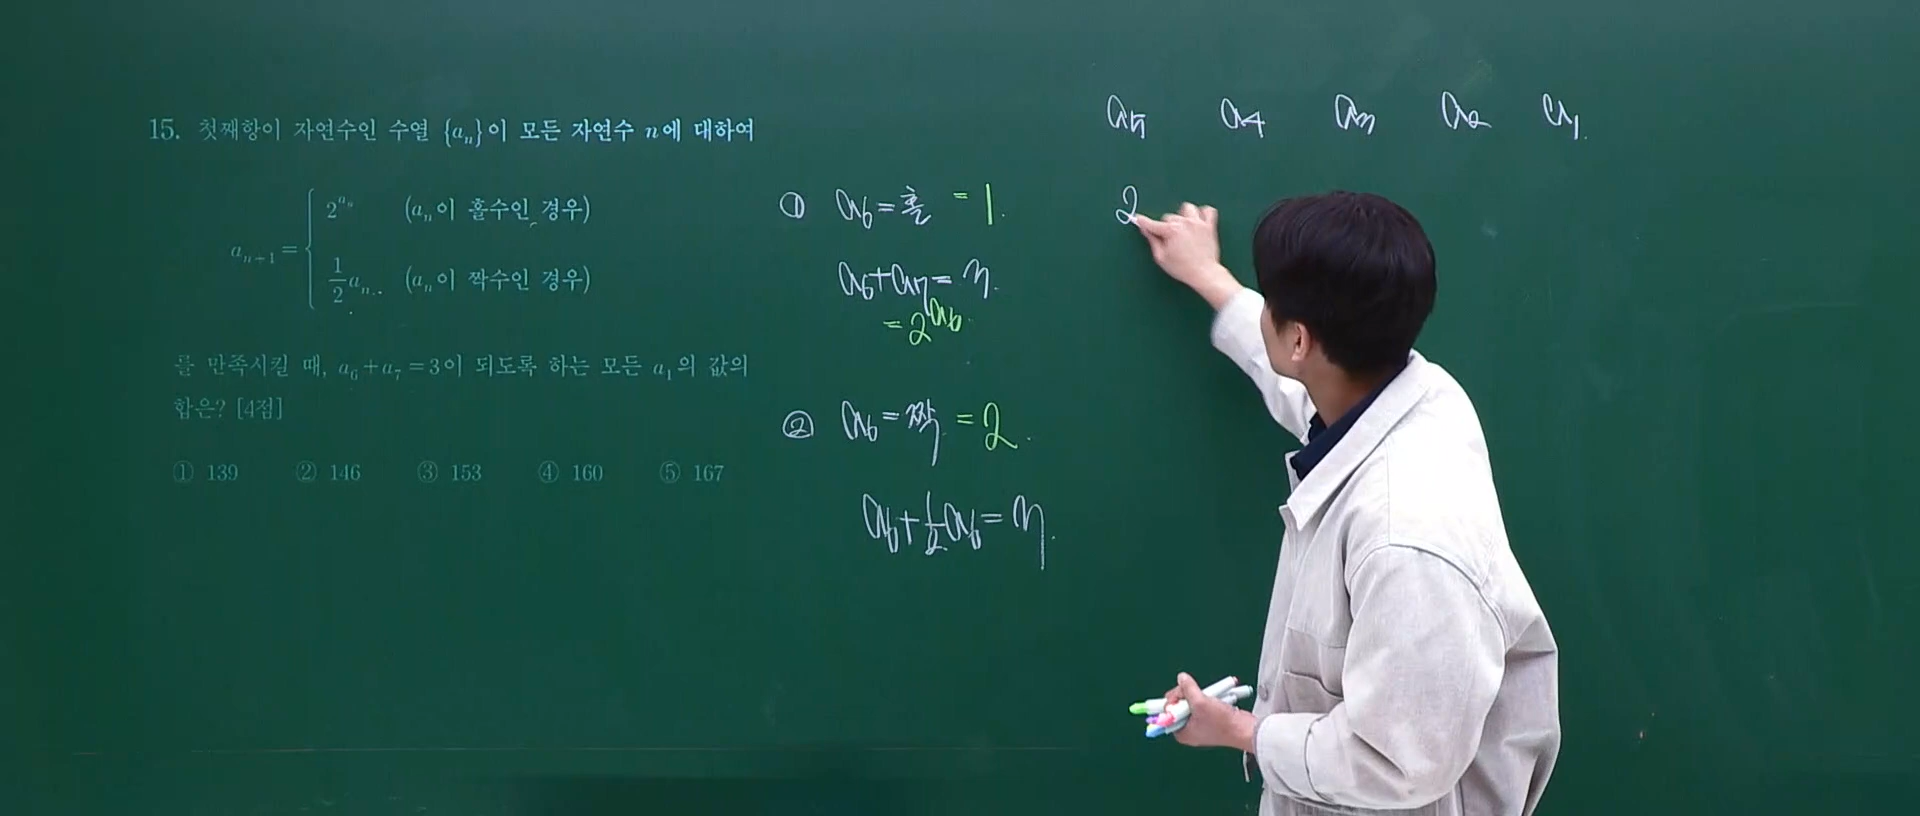 15. 첫째항이 자연수인 수열 {aₙ}이 모든 자연수 n에 대하여
aₙ₊₁ = { 2^aₙ (aₙ이 홀수인 경우)
1/2 aₙ (aₙ이 짝수인 경우)
를 만족시킬 때, a₆+a₇=3이 되도록 하는 모든 a₁의 값의
합은? [4점]
① 139 ② 146 ③ 153 ④ 160 ⑤ 167
① a₆=홀 =1.
a₆+a₇=3.
=2^a₆.
② a₆=짝 =2.
a₆+1/2 a₆=3.
a₅ a₄ a₃ a₂ a₁.
2